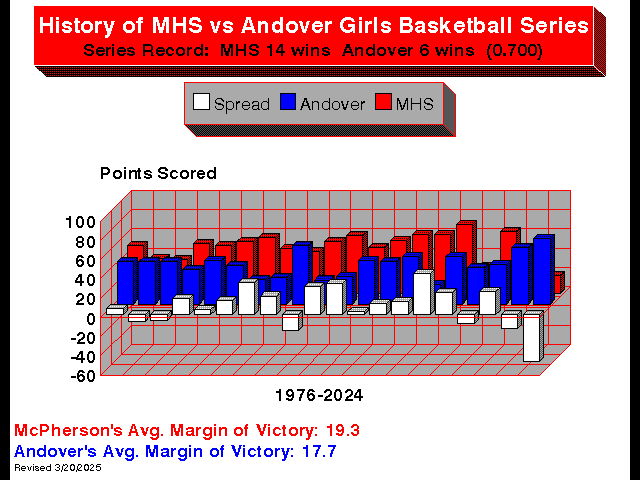 History of MHS vs Andover Girls Basketball Series
Series Record: MHS 14 wins Andover 6 wins (0.700)
Spread Andover MHS
Points Scored
100
80
60
40
20
0
-20
-40
-60
1976-2024
McPherson's Avg. Margin of Victory: 19.3
Andover's Avg. Margin of Victory: 17.7
Revised 3/20/2025